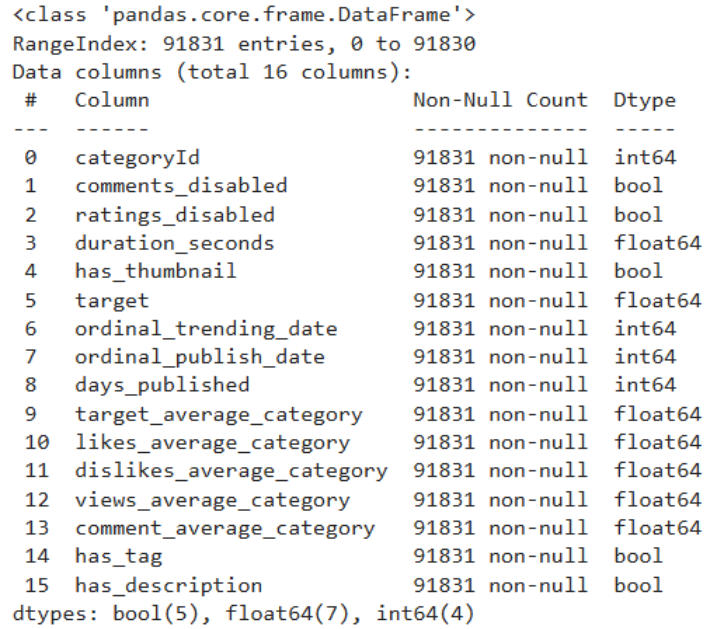 <class 'pandas.core.frame.DataFrame'>
RangeIndex: 91831 entries, 0 to 91830
Data columns (total 16 columns):
 #   Column                     Non-Null Count  Dtype
---  ------                     --------------  -----
 0   categoryId                 91831 non-null  int64
 1   comments_disabled          91831 non-null  bool
 2   ratings_disabled           91831 non-null  bool
 3   duration_seconds           91831 non-null  float64
 4   has_thumbnail              91831 non-null  bool
 5   target                     91831 non-null  float64
 6   ordinal_trending_date      91831 non-null  int64
 7   ordinal_publish_date       91831 non-null  int64
 8   days_published             91831 non-null  int64
 9   target_average_category    91831 non-null  float64
 10  likes_average_category     91831 non-null  float64
 11  dislikes_average_category  91831 non-null  float64
 12  views_average_category     91831 non-null  float64
 13  comment_average_category   91831 non-null  float64
 14  has_tag                    91831 non-null  bool
 15  has_description            91831 non-null  bool
dtypes: bool(5), float64(7), int64(4)